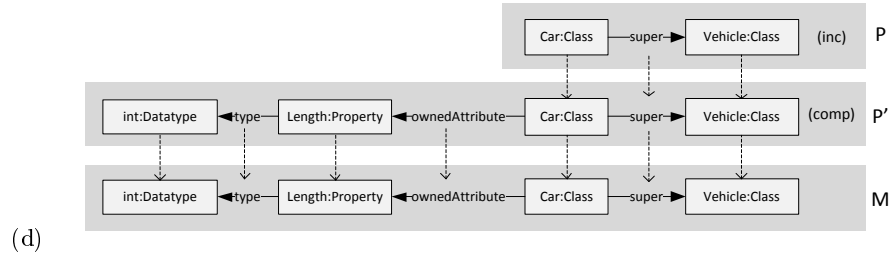 Car:Class super Vehicle:Class (inc) P
int:Datatype type Length:Property ownedAttribute Car:Class super Vehicle:Class (comp) P’
int:Datatype type Length:Property ownedAttribute Car:Class super Vehicle:Class M
(d)